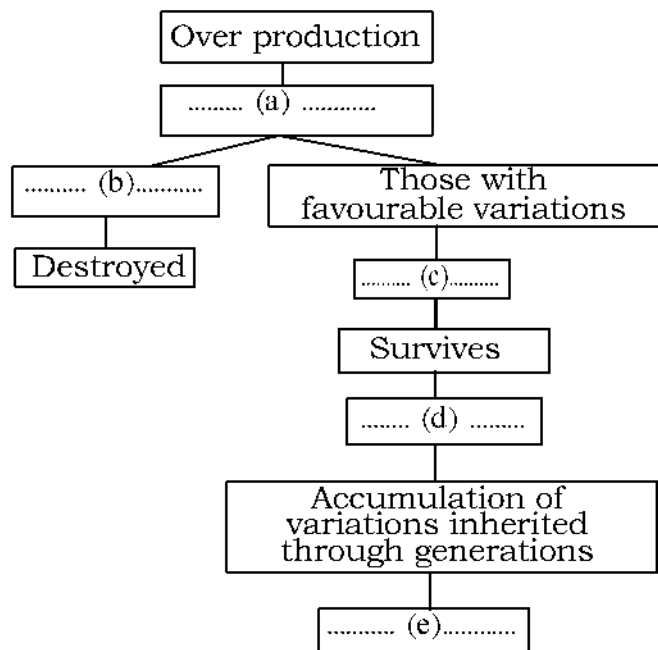 Over production
......... (a) ............
.......... (b)...........
Those with
favourable variations
Destroyed
.......... (c)..........
Survives
........ (d) .........
Accumulation of
variations inherited
through generations
........... (e)............